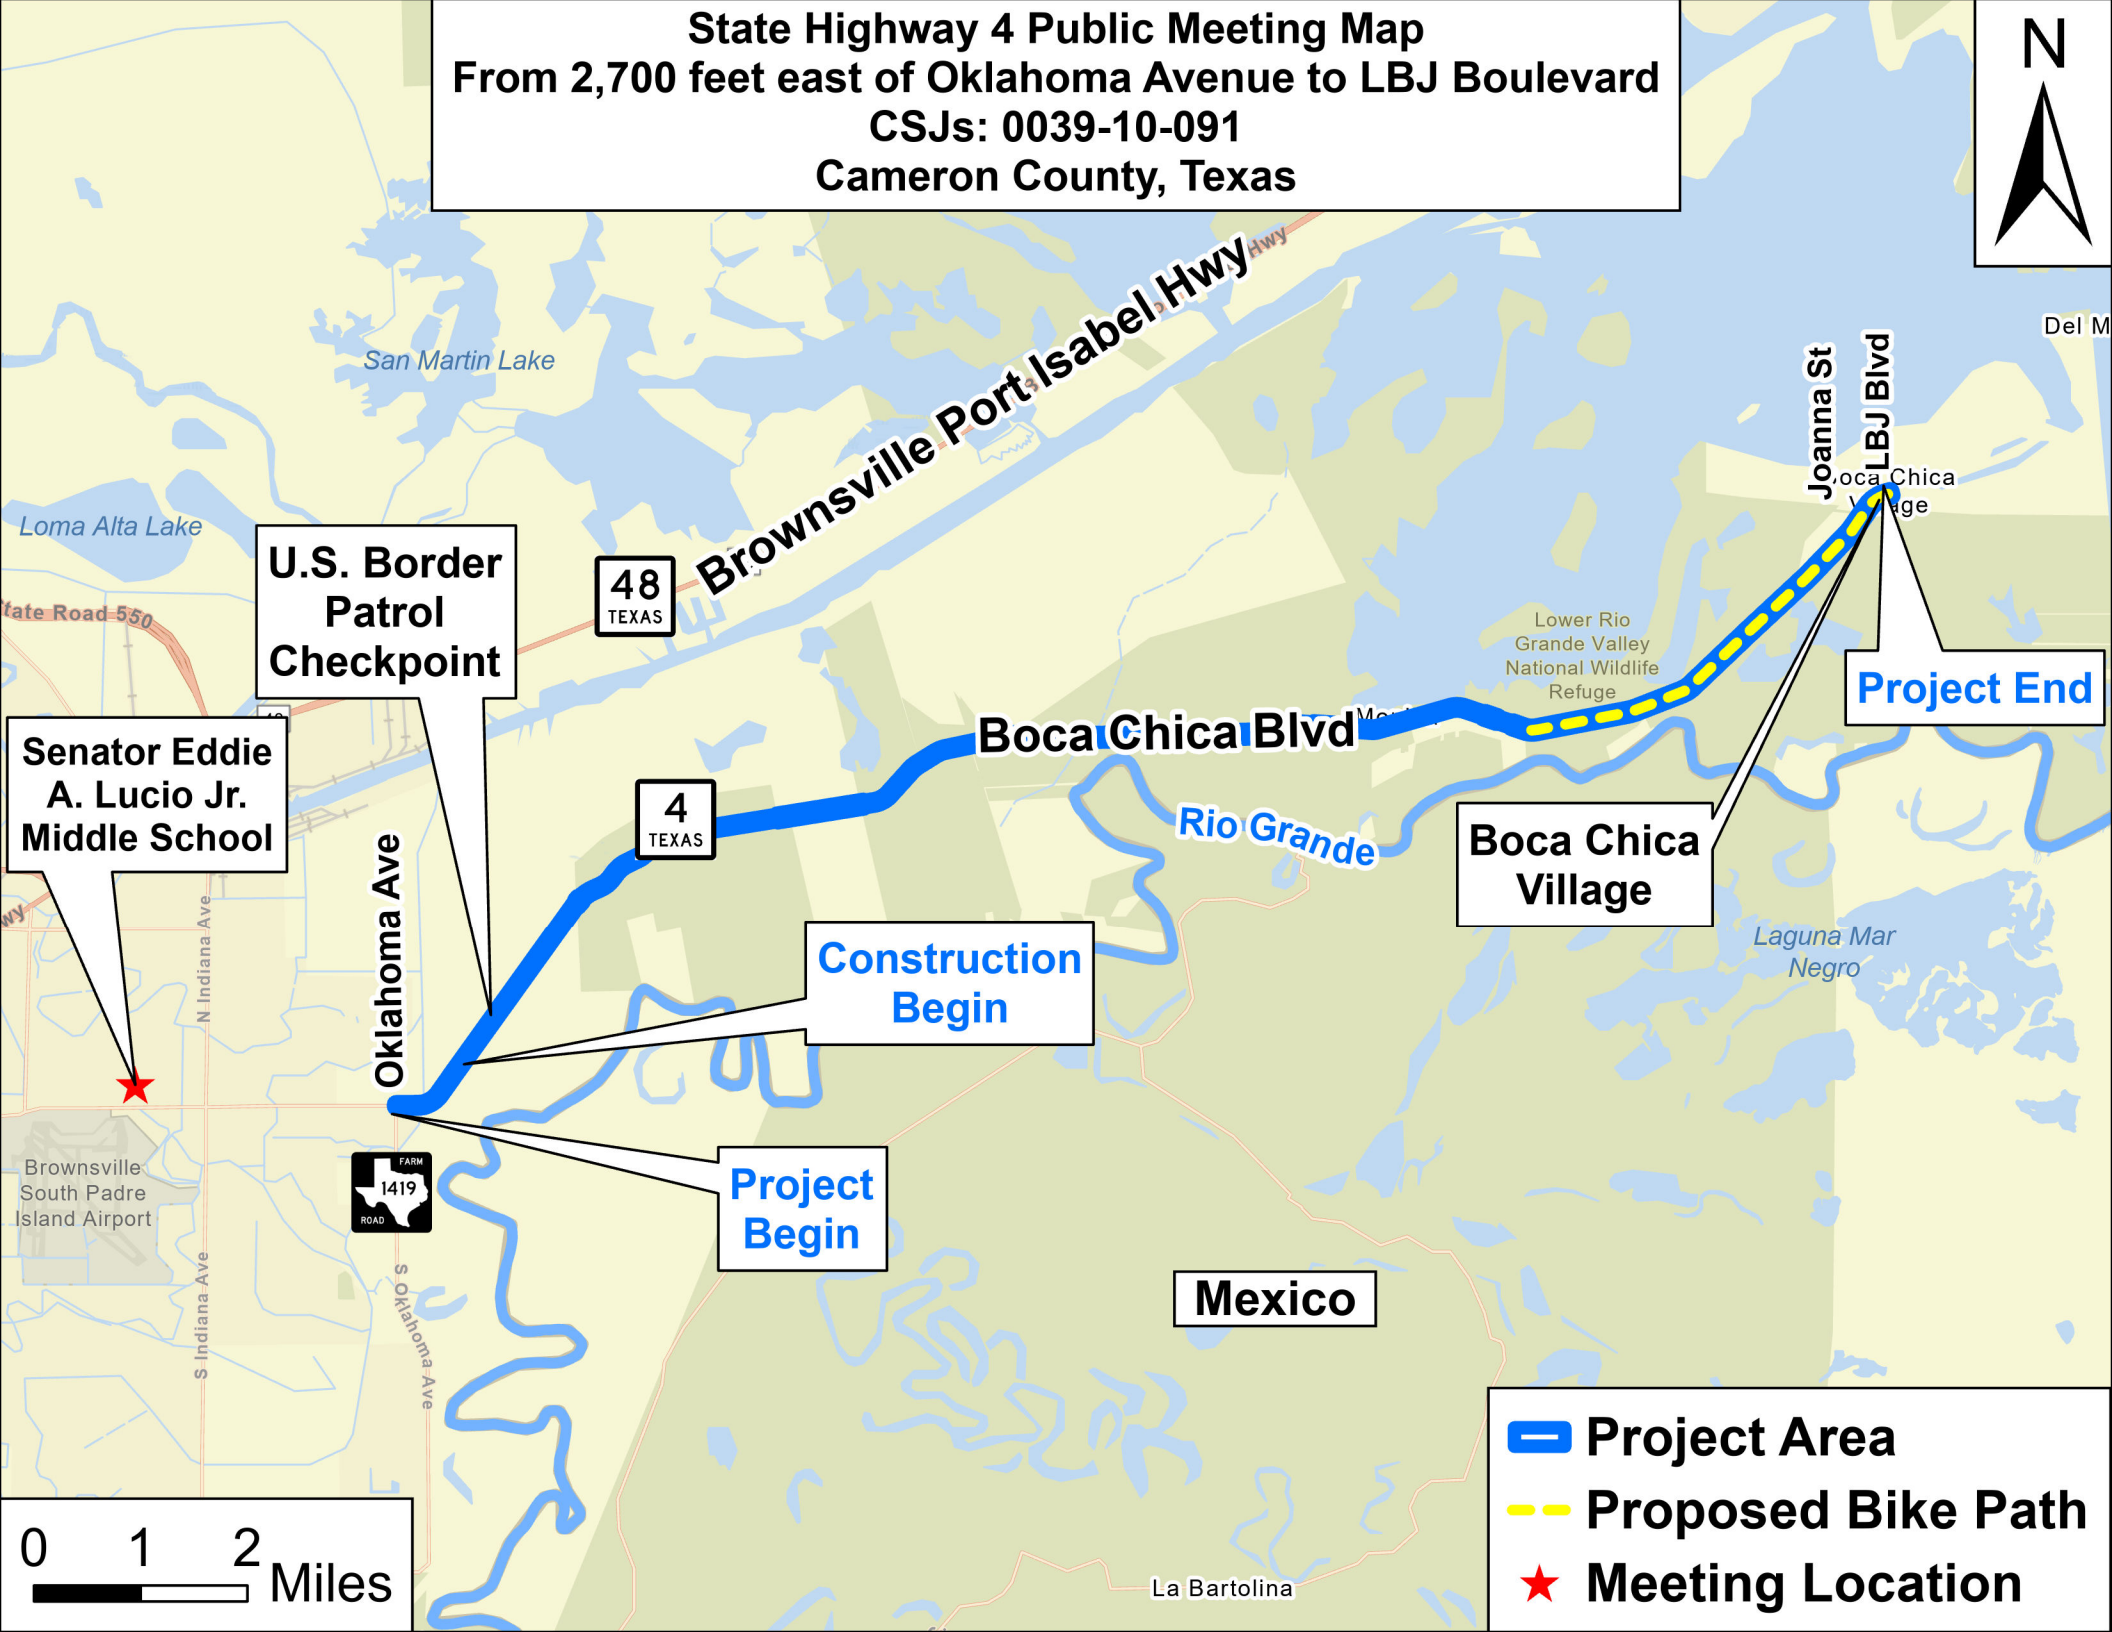 State Highway 4 Public Meeting Map
From 2,700 feet east of Oklahoma Avenue to LBJ Boulevard
CSJs: 0039-10-091
Cameron County, Texas
N
Hwy
Brownsville Port Isabel Hwy
San Martin Lake
Del M
Joanna St
LBJ Blvd
Chica
Loma Alta Lake
U.S. Border
Patrol
Checkpoint
48
TEXAS
State Road 550
Lower Rio
Grande Valley
National Wildlife
Refuge
Project End
Senator Eddie
A. Lucio Jr.
Middle School
Boca Chica Blvd
4
TEXAS
Rio Grande
Boca Chica
Village
Oklahoma Ave
N Indiana Ave
Construction
Begin
Laguna Mar
Negro
Brownsville
South Padre
Island Airport
FARM
1419
ROAD
Project
Begin
S Indiana Ave
S Oklahoma Ave
Mexico
La Bartolina
0 1 2
Miles
Project Area
Proposed Bike Path
Meeting Location